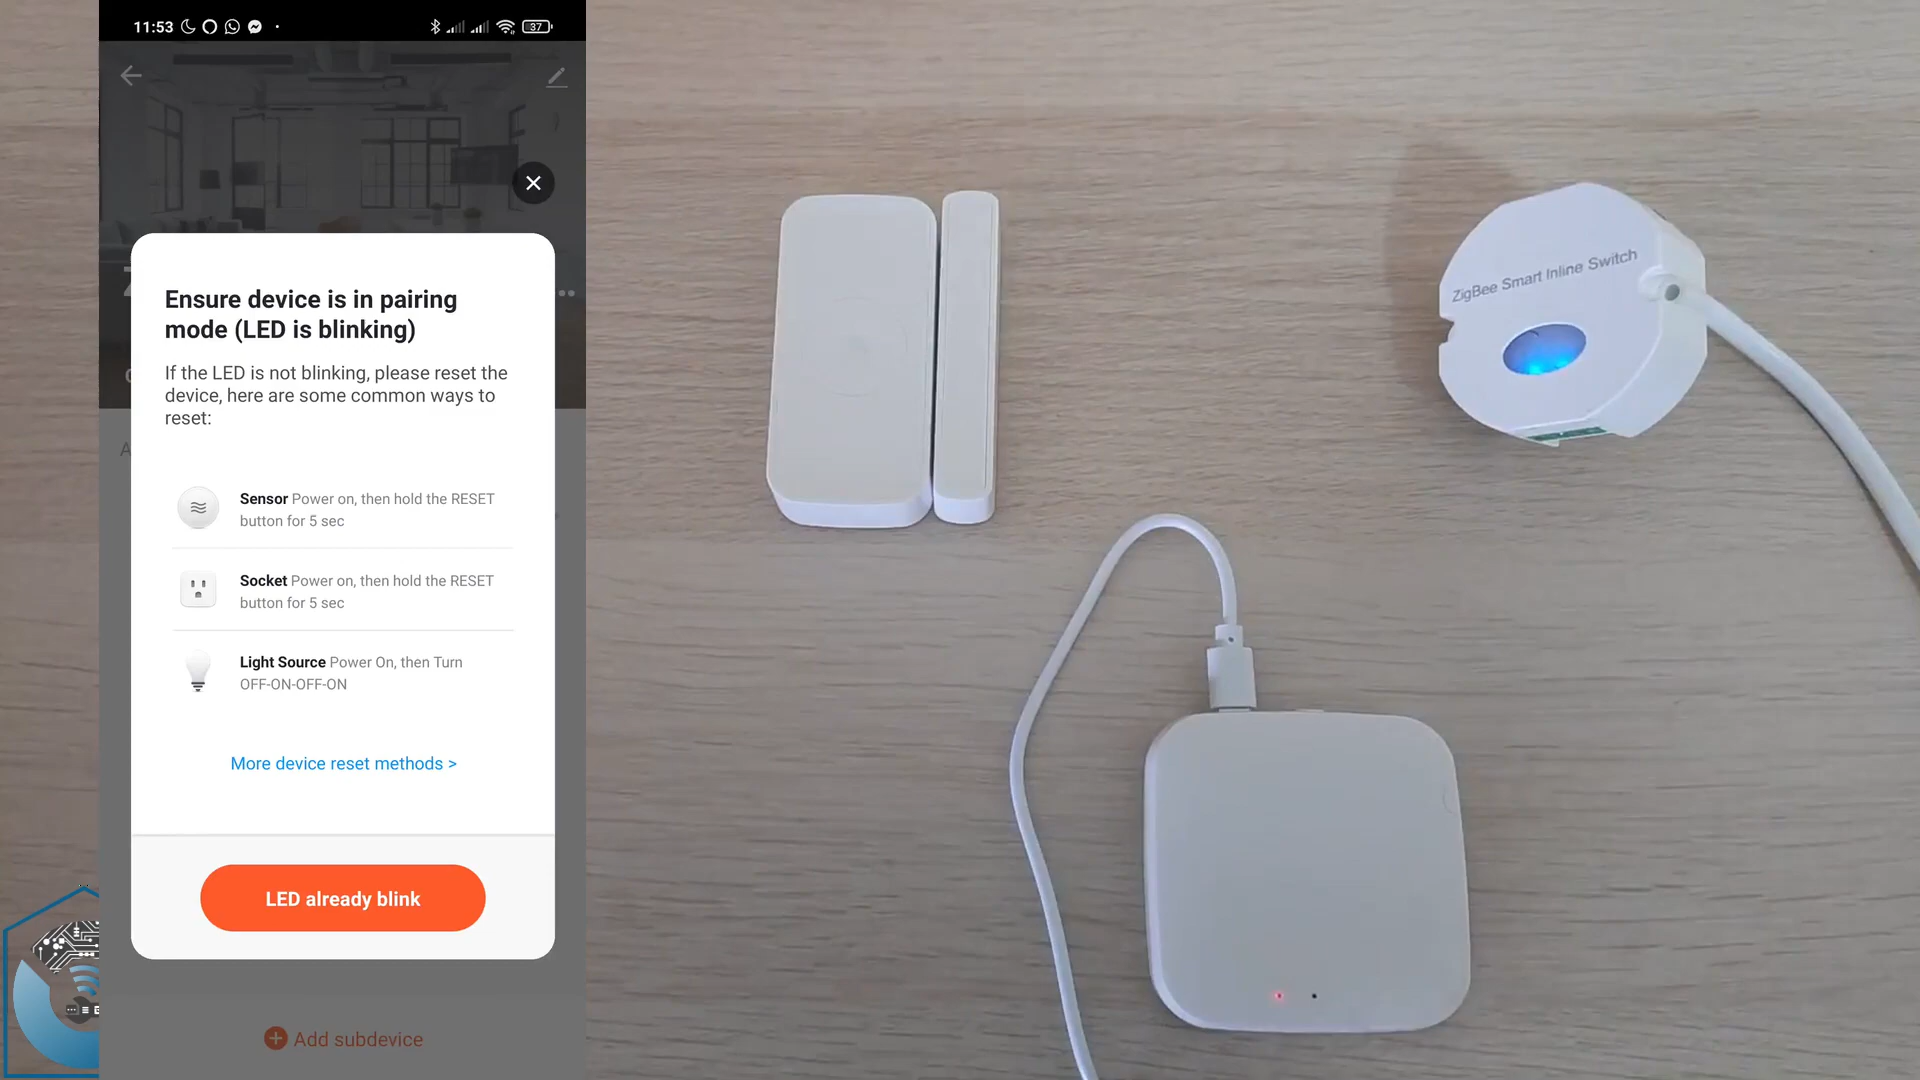 11:53
37
Ensure device is in pairing
mode (LED is blinking)
If the LED is not blinking, please reset the
device, here are some common ways to
reset:
Sensor Power on, then hold the RESET
button for 5 sec
Socket Power on, then hold the RESET
button for 5 sec
Light Source Power On, then Turn
OFF-ON-OFF-ON
More device reset methods >
LED already blink
Add subdevice
ZigBee Smart Inline Switch